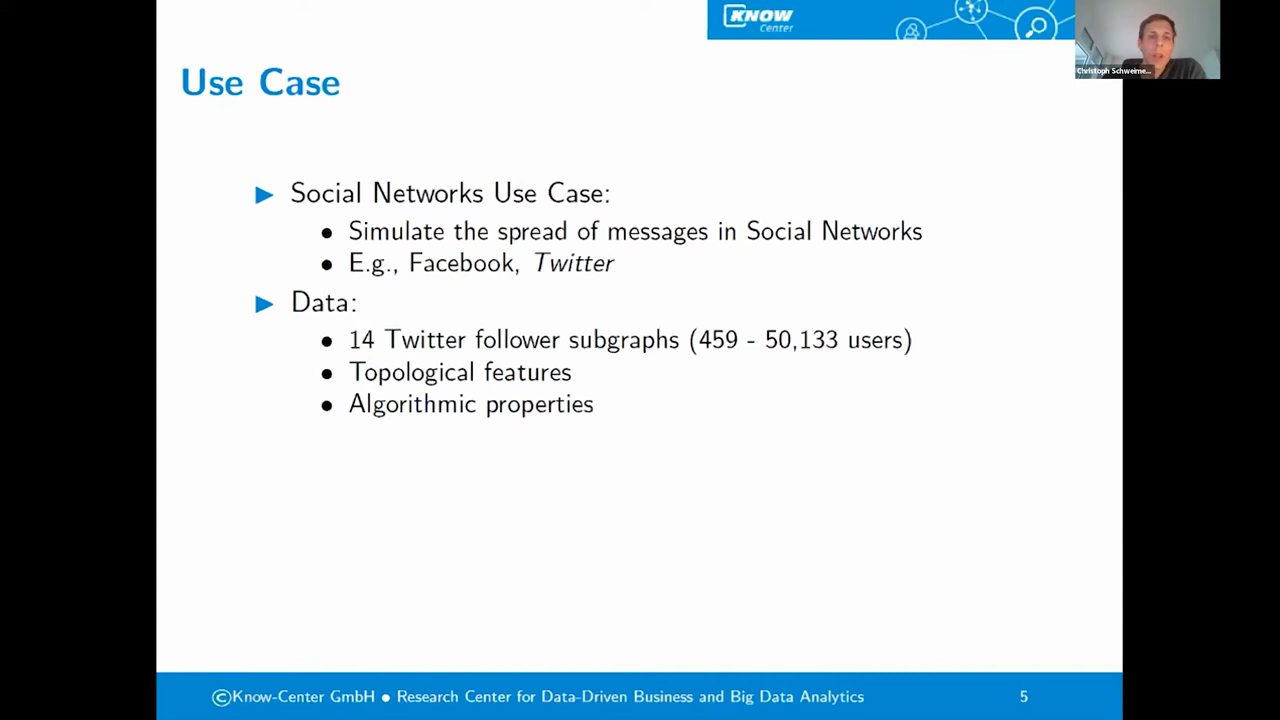 KNOW
Center
Christoph Schweime...
Use Case
Social Networks Use Case:
Simulate the spread of messages in Social Networks
E.g., Facebook, Twitter
Data:
14 Twitter follower subgraphs (459 - 50,133 users)
Topological features
Algorithmic properties
©Know-Center GmbH • Research Center for Data-Driven Business and Big Data Analytics 5